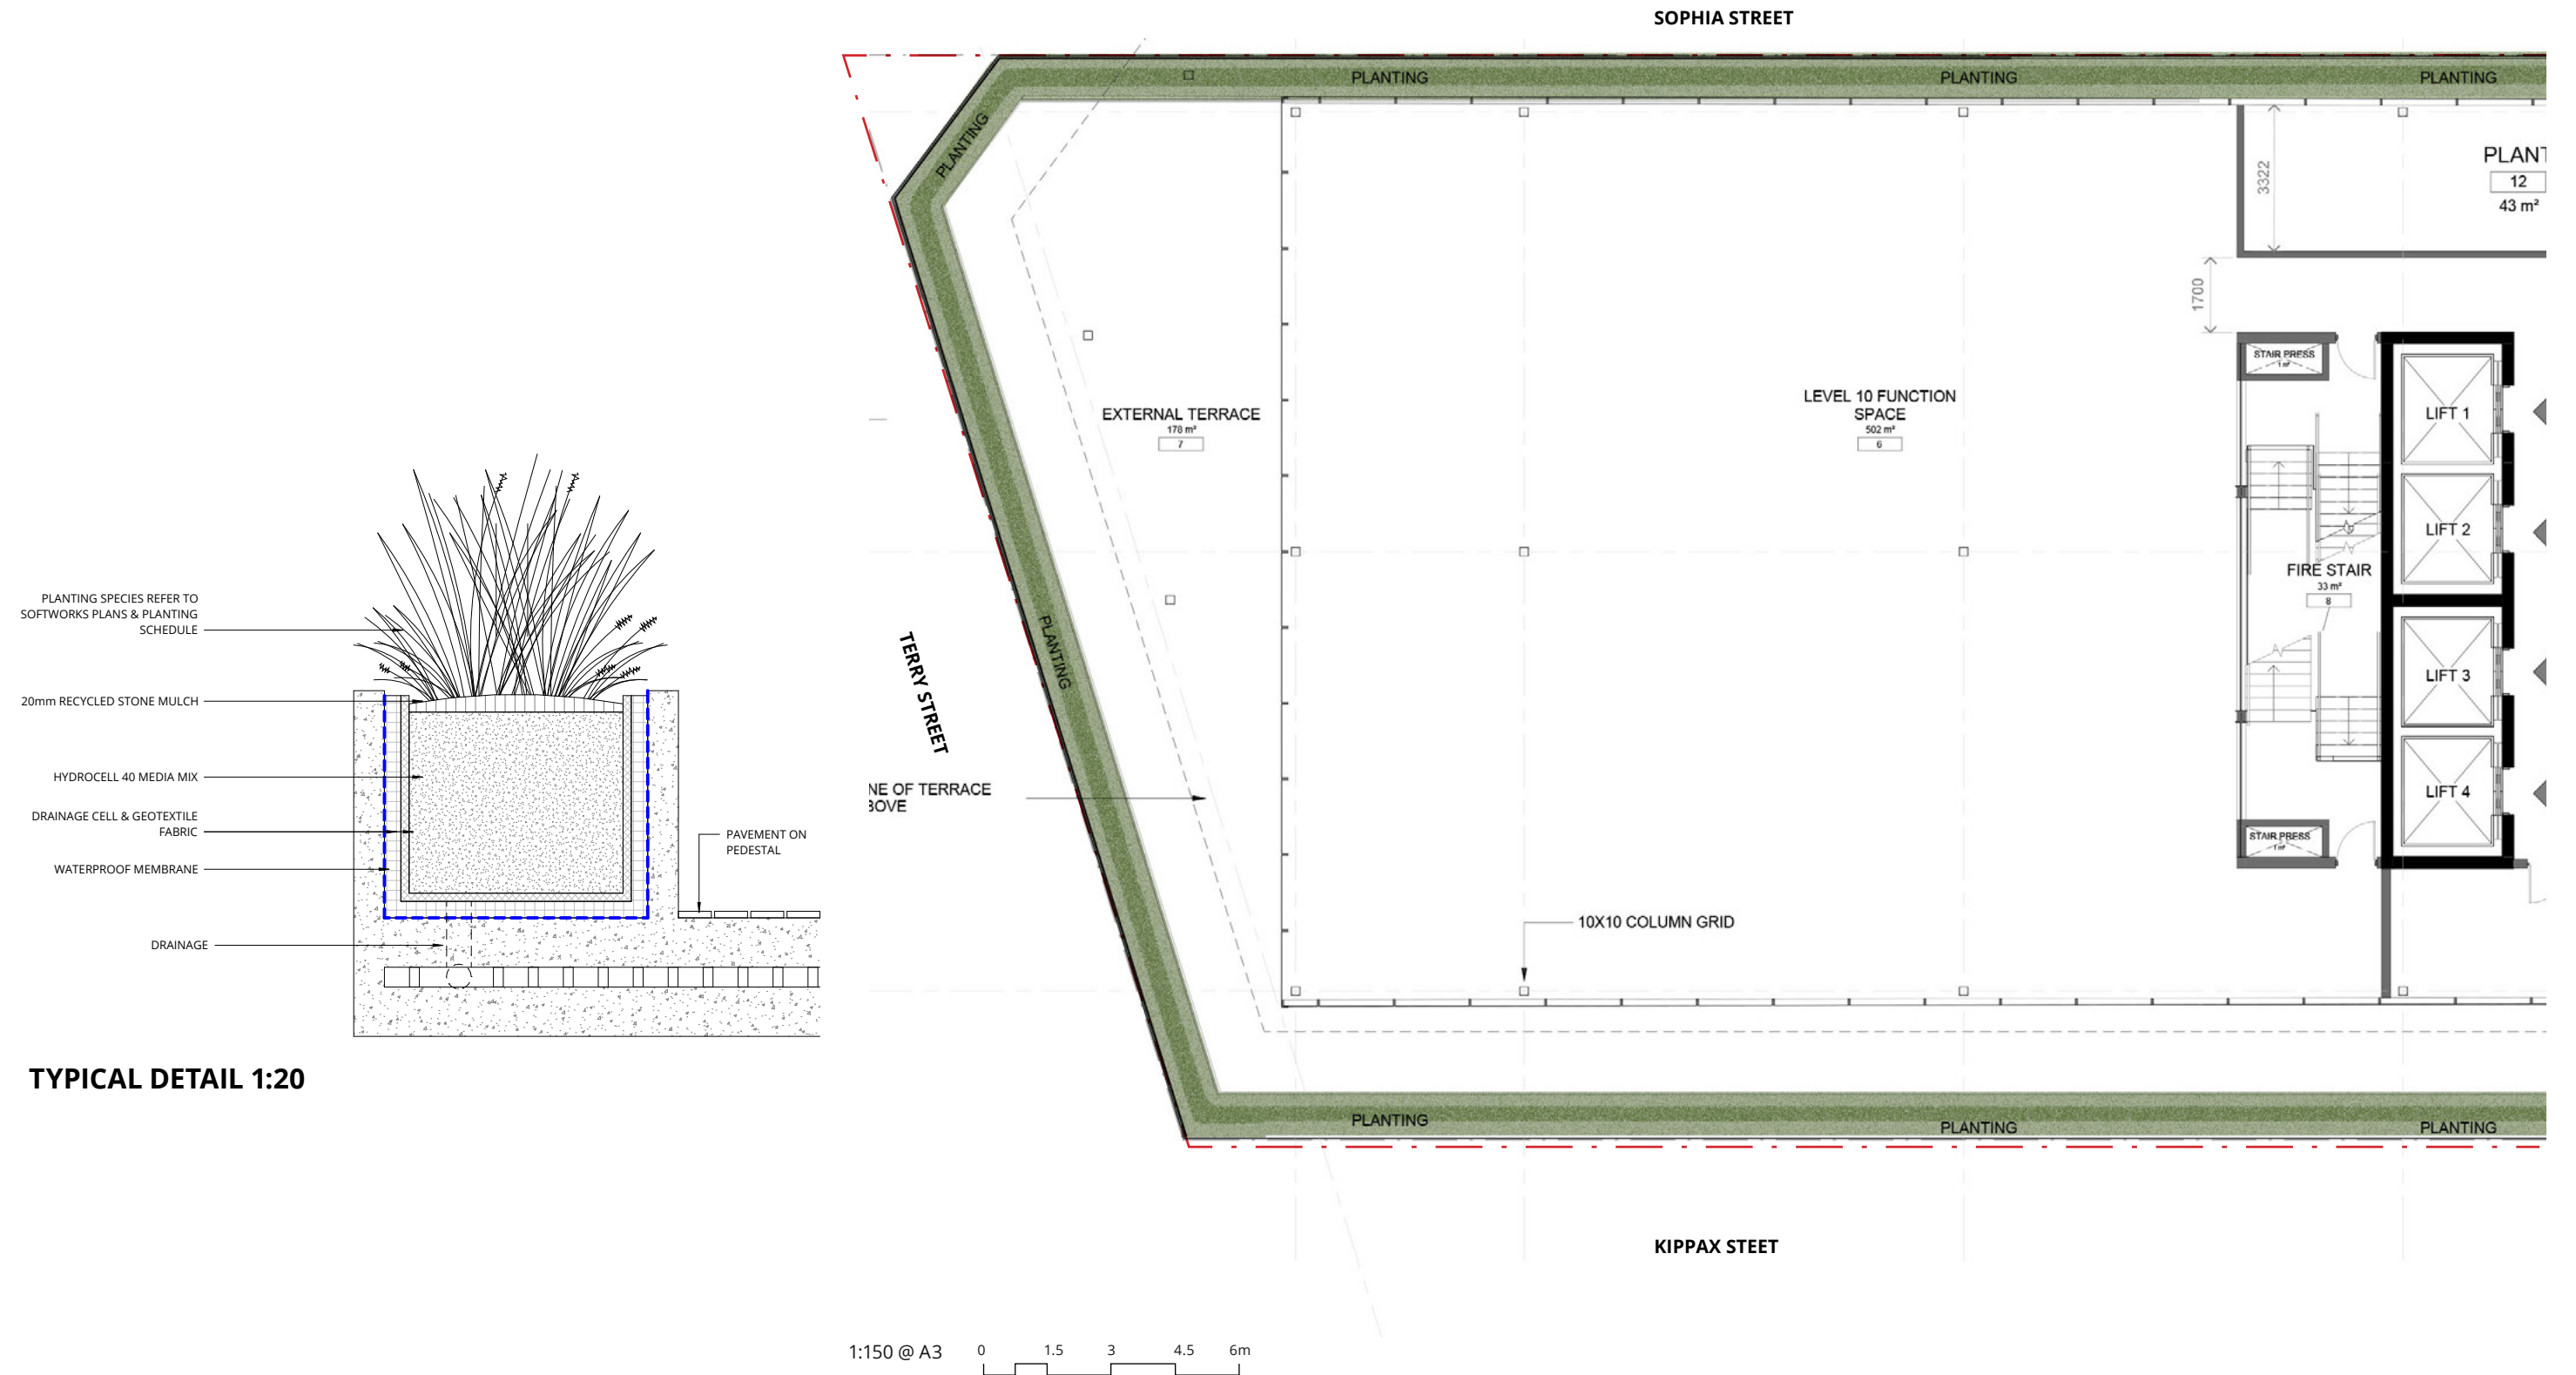 SOPHIA STREET
PLANTING
PLANTING
PLANTING
PLANTING
3322
PLANT
12
43 m²
1700
STAIR PRESS
1 m²
EXTERNAL TERRACE
178 m²
7
LEVEL 10 FUNCTION
SPACE
502 m²
6
LIFT 1
LIFT 2
FIRE STAIR
33 m²
8
LIFT 3
LIFT 4
STAIR PRESS
1 m²
PLANTING
TERRY STREET
NE OF TERRACE
BOVE
10X10 COLUMN GRID
PLANTING
PLANTING
PLANTING
KIPPAX STEET
PLANTING SPECIES REFER TO
SOFTWORKS PLANS & PLANTING
SCHEDULE
20mm RECYCLED STONE MULCH
HYDROCELL 40 MEDIA MIX
DRAINAGE CELL & GEOTEXTILE
FABRIC
WATERPROOF MEMBRANE
DRAINAGE
PAVEMENT ON
PEDESTAL
TYPICAL DETAIL 1:20
1:150 @ A3
0 1.5 3 4.5 6m